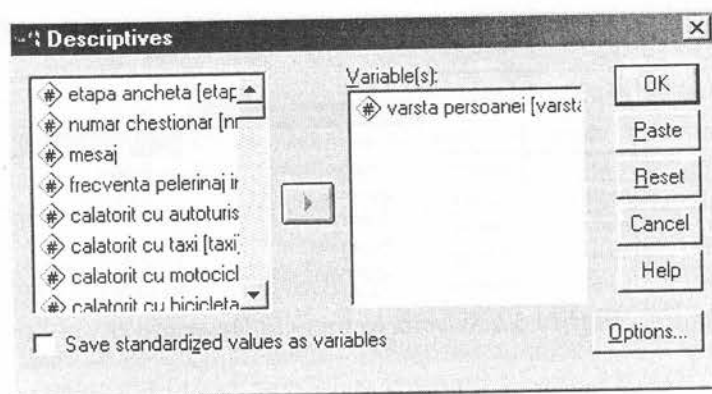 Descriptives
etapa ancheta [etap
numar chestionar [nr
mesaj
frecventa pelerinaj ir
calatorit cu autoturis
calatorit cu taxi [taxi]
calatorit cu motocicl
calatorit cu bicicleta
Variable(s):
varsta persoanei [varsta
OK
Paste
Reset
Cancel
Help
Options...
Save standardized values as variables